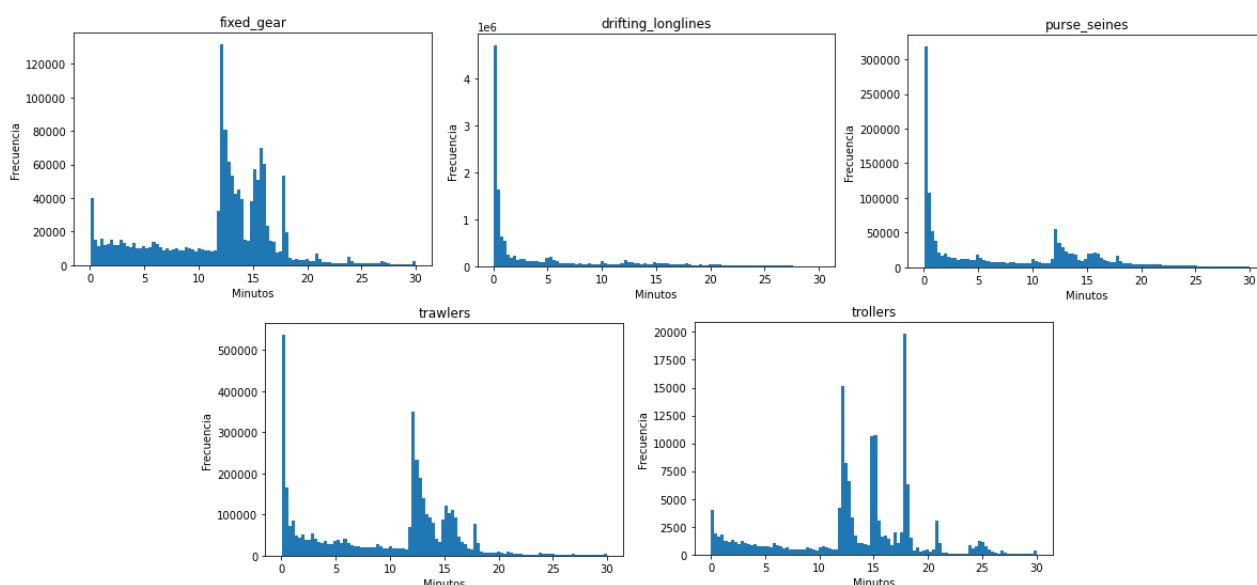 fixed_gear
120000
100000
80000
60000
40000
20000
0
Frecuencia
0 5 10 15 20 25 30
Minutos
drifting_longlines
1e6
4
3
2
1
0
Frecuencia
0 5 10 15 20 25 30
Minutos
purse_seines
300000
250000
200000
150000
100000
50000
0
Frecuencia
0 5 10 15 20 25 30
Minutos
trawlers
500000
400000
300000
200000
100000
0
Frecuencia
0 5 10 15 20 25 30
Minutos
trollers
20000
17500
15000
12500
10000
7500
5000
2500
0
Frecuencia
0 5 10 15 20 25 30
Minutos